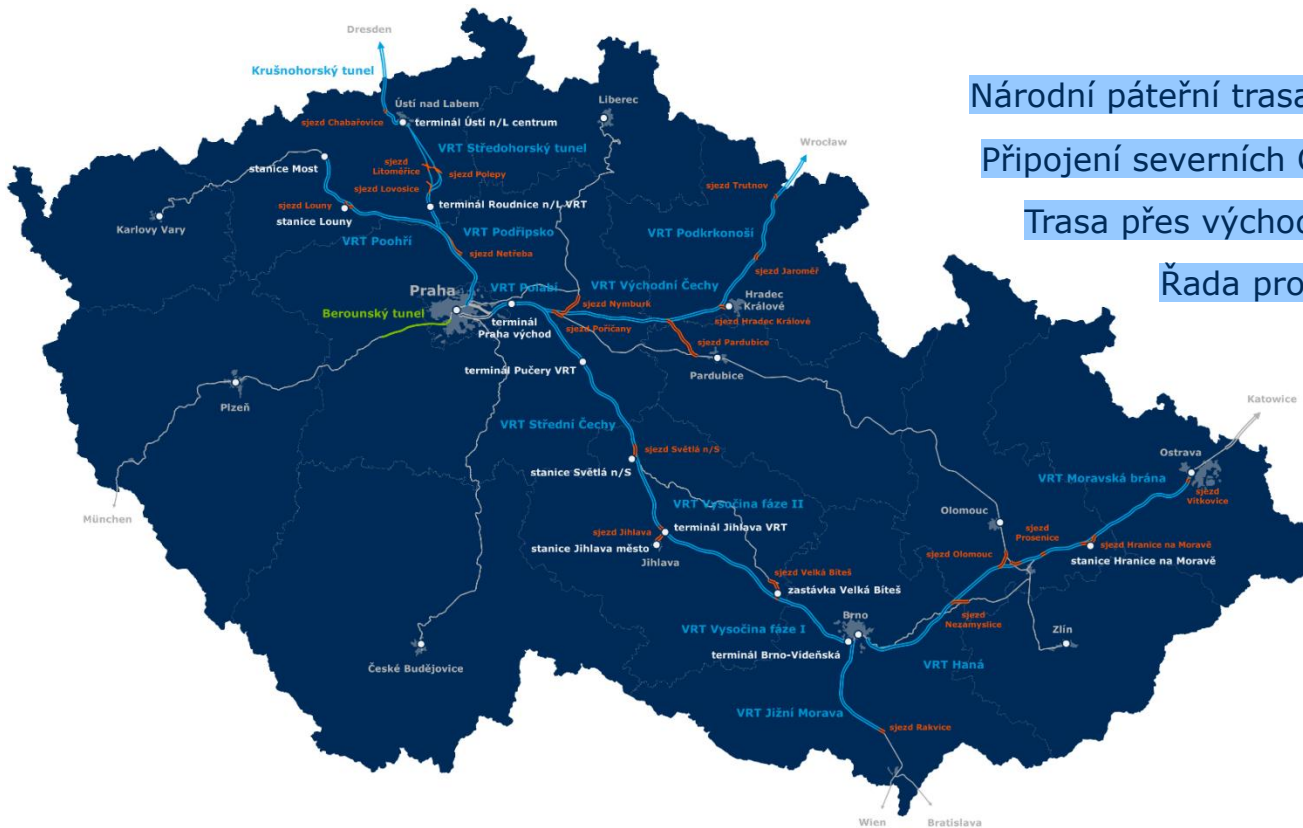 Dresden
Krušnohorský tunel
Ústí nad Labem
sjezd Chabařovice
terminál Ústí n/L centrum
VRT Středohorský tunel
sjezd
Litoměřice
sjezd Polepy
sjezd Lovosice
stanice Most
sjezd Louny
stanice Louny
terminál Roudnice n/L VRT
Karlovy Vary
VRT Poohří
VRT Podřipsko
sjezd Netřeba
Liberec
Wrocław
sjezd Trutnov
VRT Podkrkonoší
sjezd Jaroměř
VRT Východní Čechy
Hradec
Králové
sjezd Hradec Králové
Praha
VRT Polabí
sjezd Nymburk
sjezd Poříčany
Berounský tunel
terminál
Praha východ
sjezd Pardubice
Pardubice
terminál Pučery VRT
Plzeň
VRT Střední Čechy
sjezd Světlá n/S
stanice Světlá n/S
München
VRT Vysočina fáze II
sjezd Jihlava
terminál Jihlava VRT
stanice Jihlava město
Jihlava
sjezd Velká Bíteš
zastávka Velká Bíteš
VRT Vysočina fáze I
Brno
terminál Brno-Vídeňská
České Budějovice
VRT Jižní Morava
sjezd Rakvice
Wien
Bratislava
VRT Haná
sjezd
Nezamyslice
Zlín
Olomouc
sjezd Olomouc
sjezd
Prosenice
sjezd Hranice na Moravě
stanice Hranice na Moravě
VRT Moravská brána
Ostrava
sjezd
Vítkovice
Katowice
Národní páteřní trasa
Připojení severních
Trasa přes východ
Řada pro